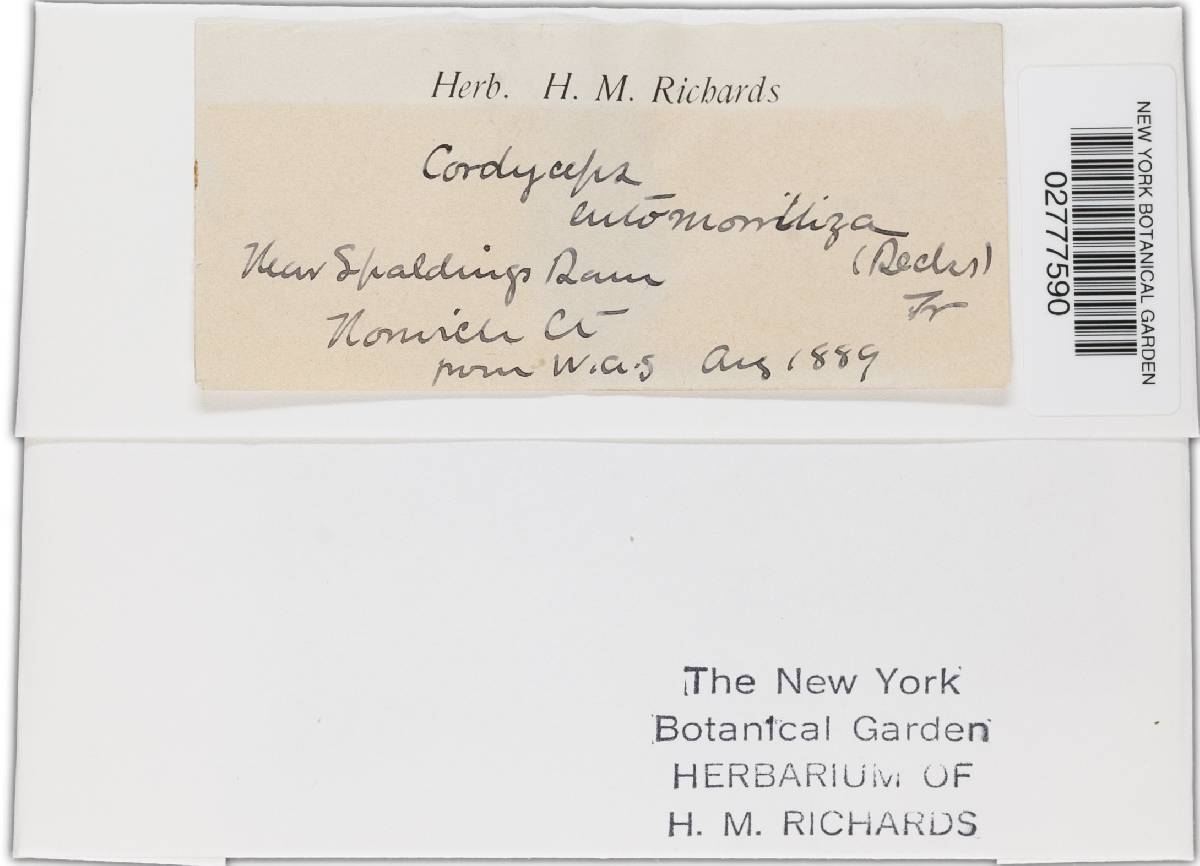 Herb. H. M. Richards
Cordyceps
entomorrhiza
(Dicks)
Near Spaldings Dam
Fr
Norwich Ct
from W.A.S Aug 1889
NEW YORK BOTANICAL GARDEN
02777590
The New York
Botanical Garden
HERBARIUM OF
H. M. RICHARDS